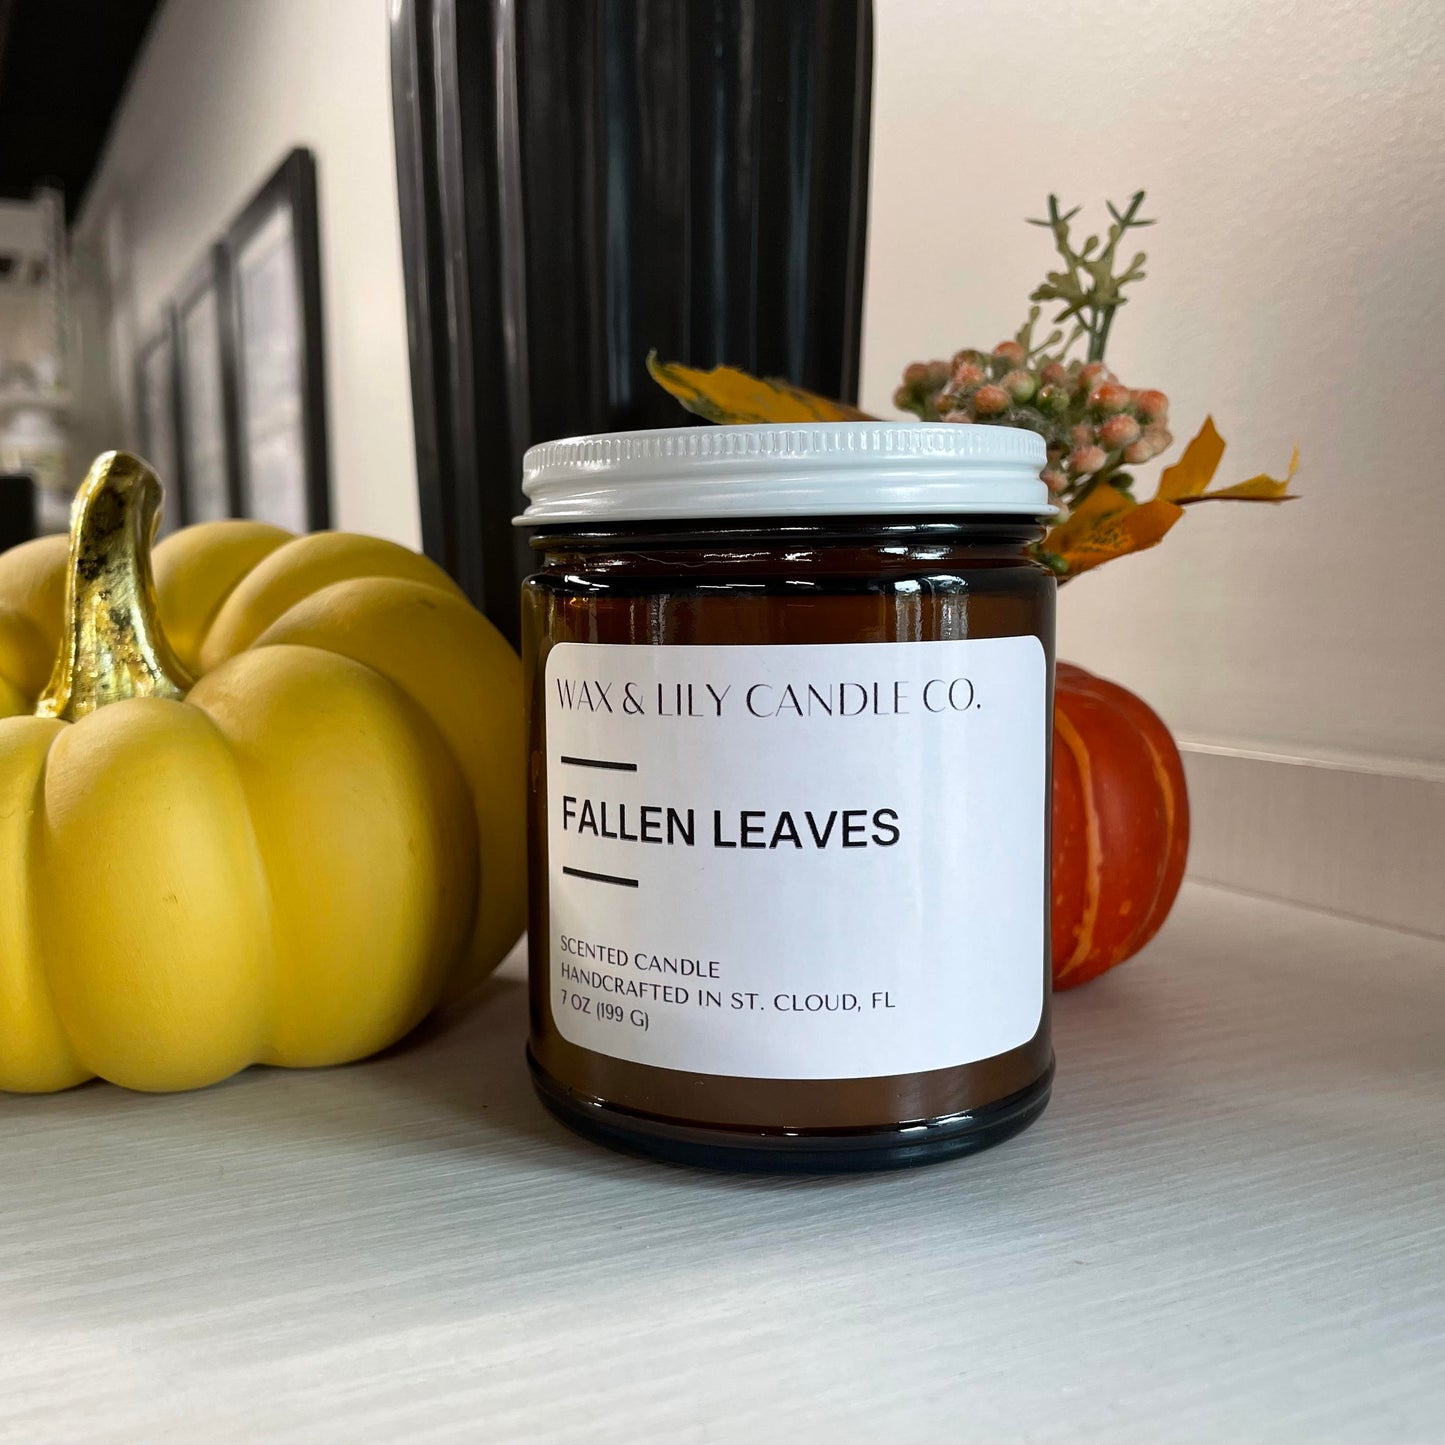 WAX & LILY CANDLE CO.
FALLEN LEAVES
SCENTED CANDLE
HANDCRAFTED IN ST. CLOUD, FL
7 OZ (199 G)